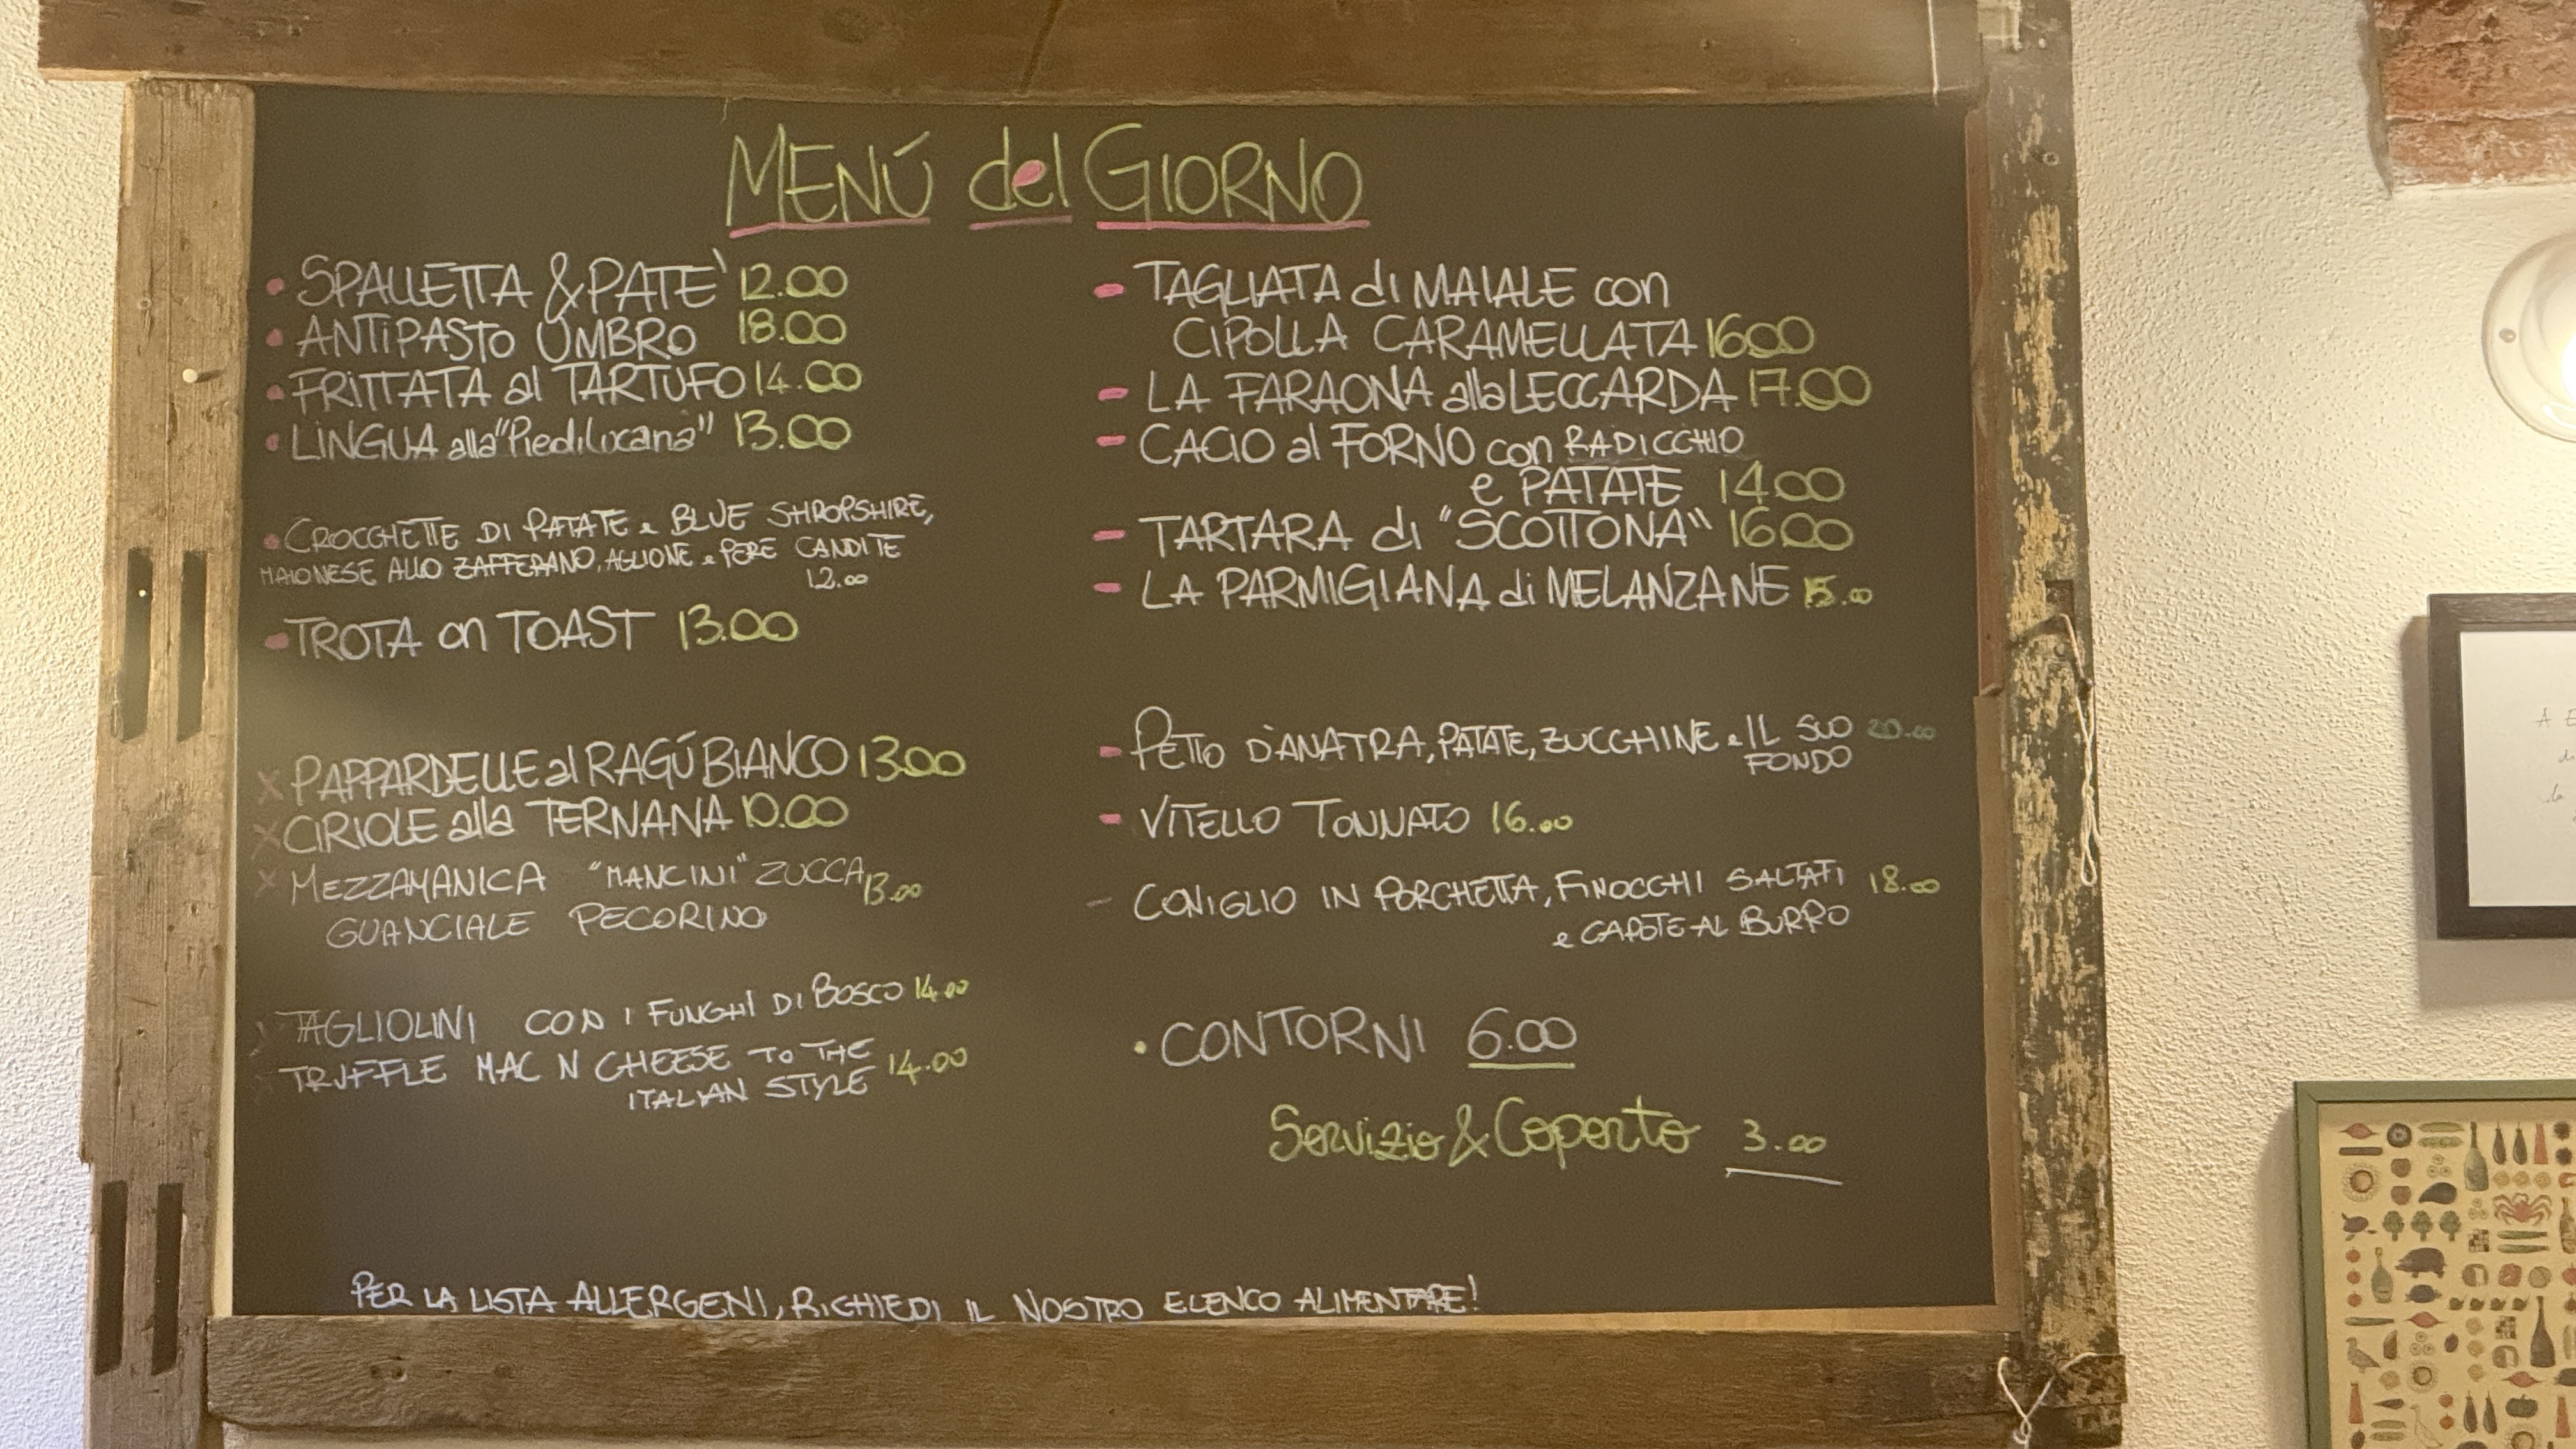 MENÚ del GIORNO
• SPALLETTA & PATE' 12.00
• ANTIPASTO UMBRO 18.00
• FRITTATA al TARTUFO 14.00
• LINGUA alla "Piedilucana" 13.00
• CROCCHETTE DI PATATE e BLUE SHROPSHIRE,
MAIONESE ALLO ZAFFERANO, AGLIONE e PERE CANDITE
12.00
- TROTA on TOAST 13.00
x PAPPARDELLE al RAGÚ BIANCO 13.00
x CIRIOLE alla TERNANA 10.00
x MEZZAMANICA "MANCINI" ZUCCA 13.00
GUANCIALE PECORINO
TAGLIOLINI CON I FUNGHI DI BOSCO 14.00
TRUFFLE MAC N CHEESE TO THE
ITALIAN STYLE 14.00
- TAGLIATA di MAIALE con
CIPOLLA CARAMELLATA 1600
- LA FARAONA alla LECCARDA 17.00
- CACIO al FORNO con RADICCHIO
e PATATE 1400
- TARTARA di "SCOTTONA" 1600
- LA PARMIGIANA di MELANZANE 15.00
- PETTO D'ANATRA, PATATE, ZUCCHINE e IL SUO 20.00
FONDO
- VITELLO TONNATO 16.00
- CONIGLIO IN PORCHETTA, FINOCCHI SALTATI 18.00
e CAROTE AL BURRO
• CONTORNI 6.00
Servizio & Coperto 3.00
PER LA LISTA ALLERGENI, RICHIEDI IL NOSTRO ELENCO ALIMENTARE!